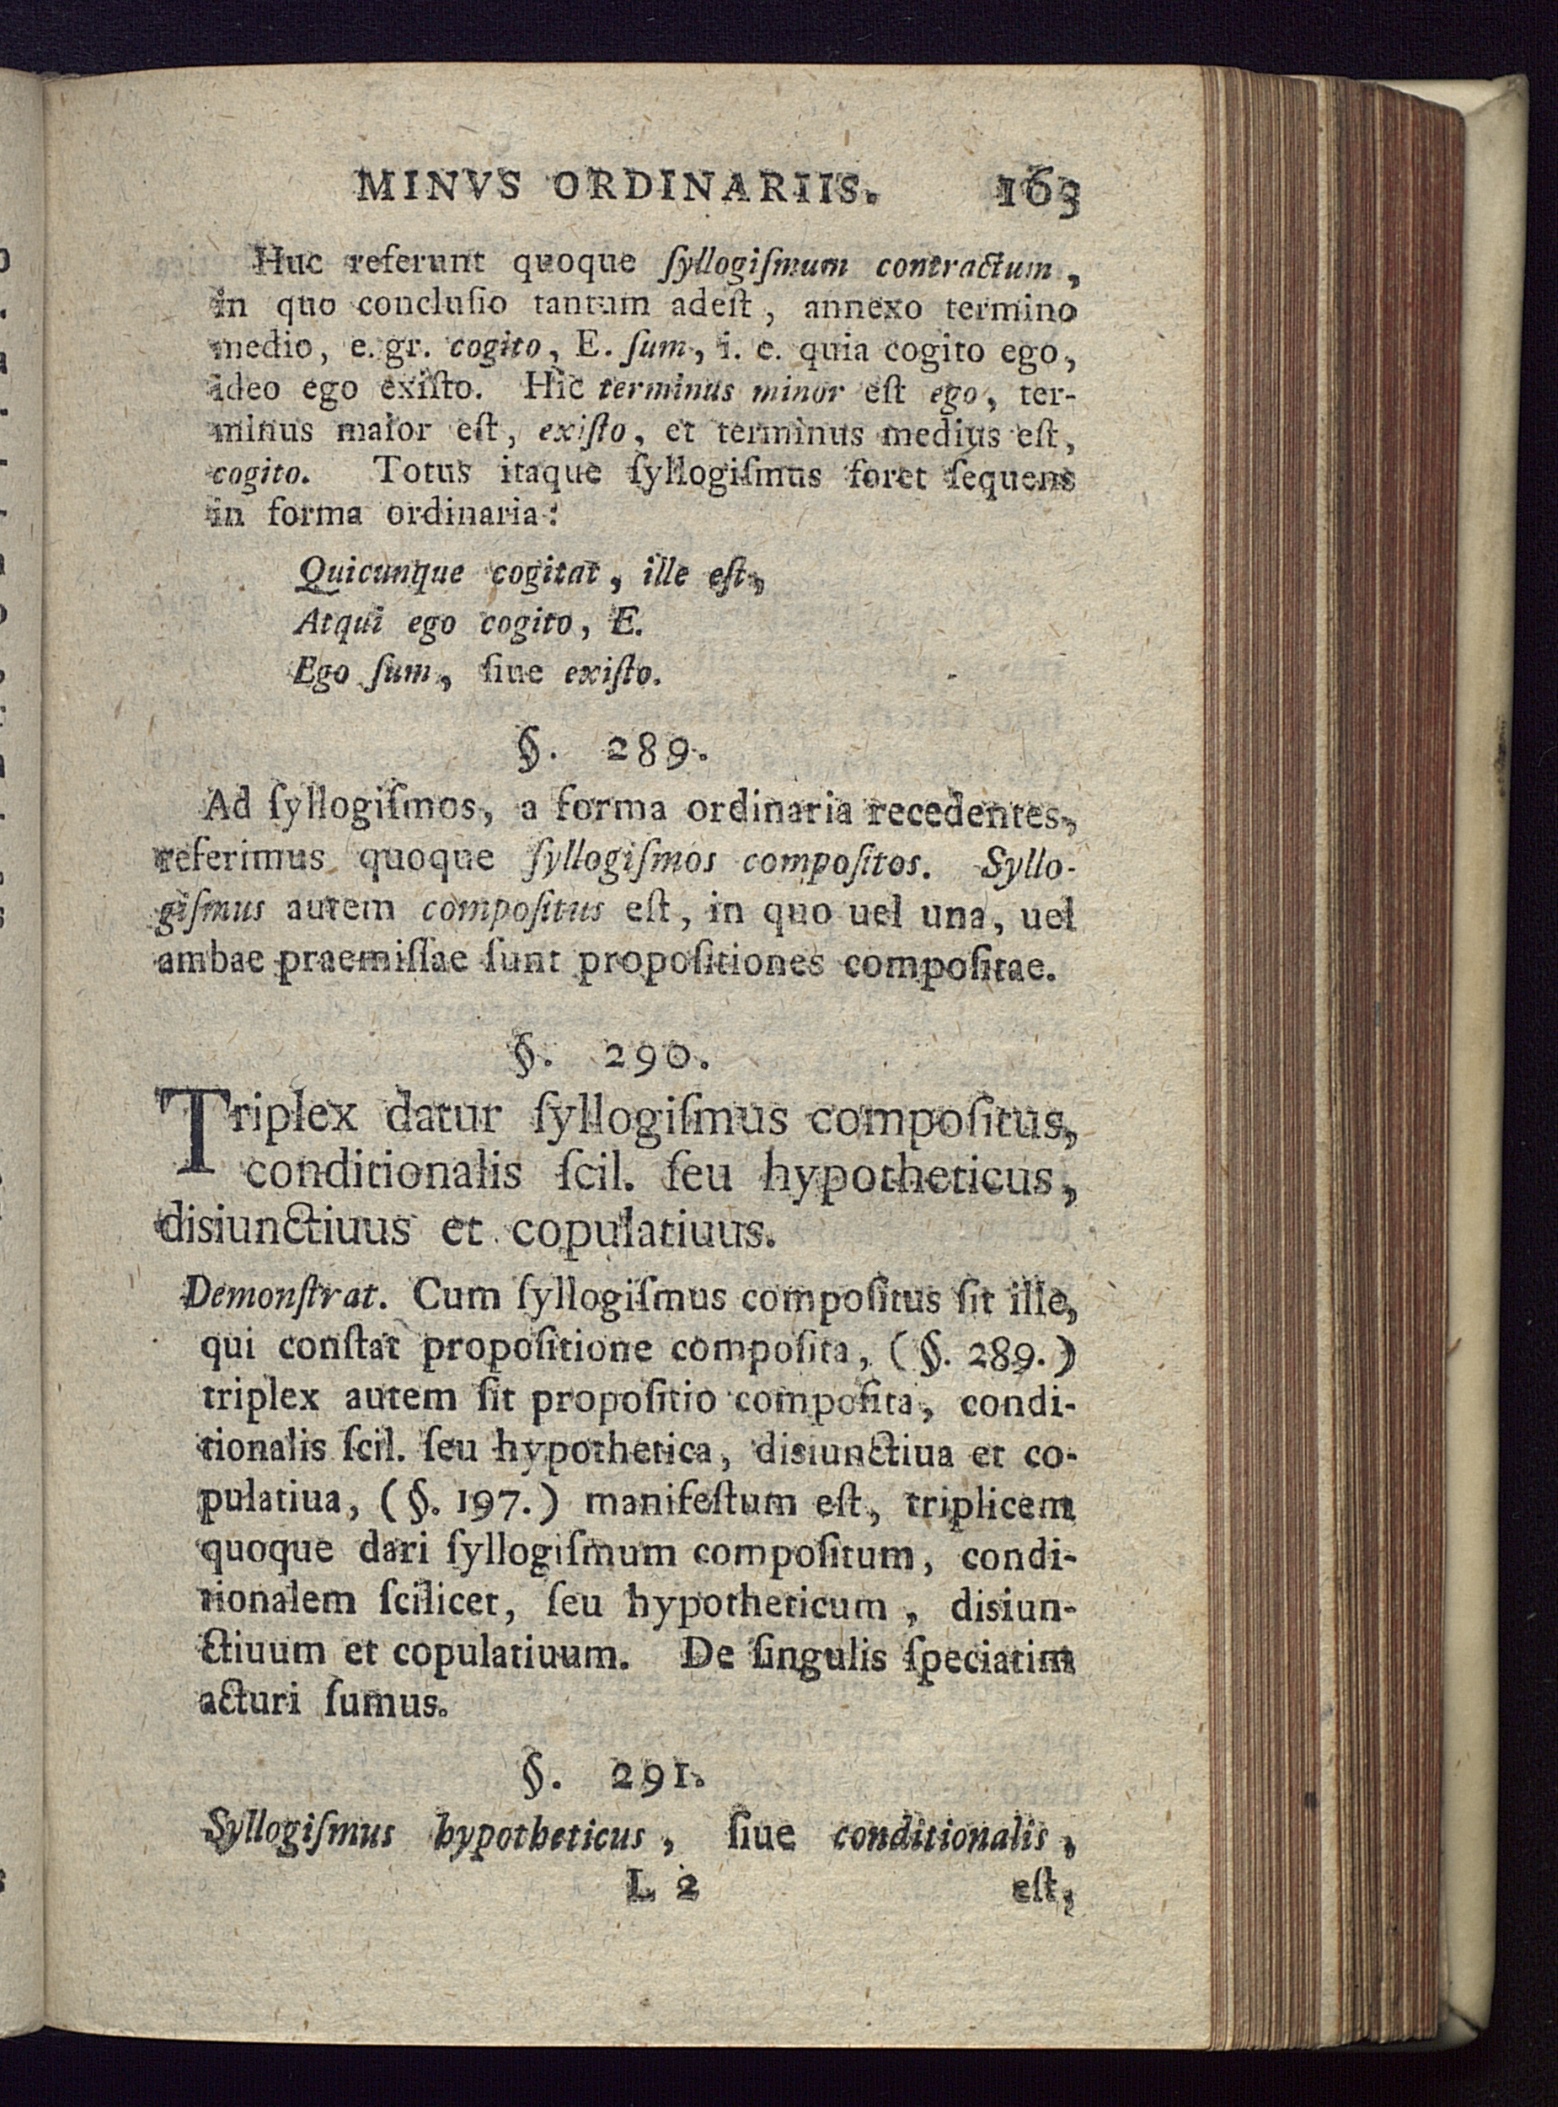 MINVS ORDINARIIS. 163
Huc referunt quoque ſyllogiſmum contractum,
in quo concluſio tantum adeſt, annexo termino
medio, e. gr. cogito, E. ſum, i. e. quia cogito ego,
ideo ego exiſto. Hic terminus minor eſt ego, ter-
minus maior eſt, exiſto, et terminus medius eſt,
cogito. Totus itaque ſyllogiſmus foret ſequens
in forma ordinaria:
Quicunque cogitat, ille eſt,
Atqui ego cogito, E.
Ego ſum, ſiue exiſto.
§. 289.
Ad ſyllogiſmos, a forma ordinaria recedentes,
referimus quoque ſyllogiſmos compoſitos. Syllo-
giſmus autem compoſitus eſt, in quo uel una, uel
ambae praemiſſae ſunt propoſitiones compoſitae.
§. 290.
Triplex datur ſyllogiſmus compoſitus,
conditionalis ſcil. ſeu hypotheticus,
disiunctiuus et copulatiuus.
Demonſtrat. Cum ſyllogiſmus compoſitus ſit ille,
qui conſtat propoſitione compoſita, (§. 289.)
triplex autem ſit propoſitio compoſita, condi-
tionalis ſcil. ſeu hypothetica, disiunctiua et co-
pulatiua, (§. 197.) manifeſtum eſt, triplicem
quoque dari ſyllogiſmum compoſitum, condi-
tionalem ſcilicet, ſeu hypotheticum, disiun-
ctiuum et copulatiuum. De ſingulis ſpeciatim
acturi ſumus.
§. 291.
Syllogiſmus hypotheticus, ſiue conditionalis,
L 2 eſt,